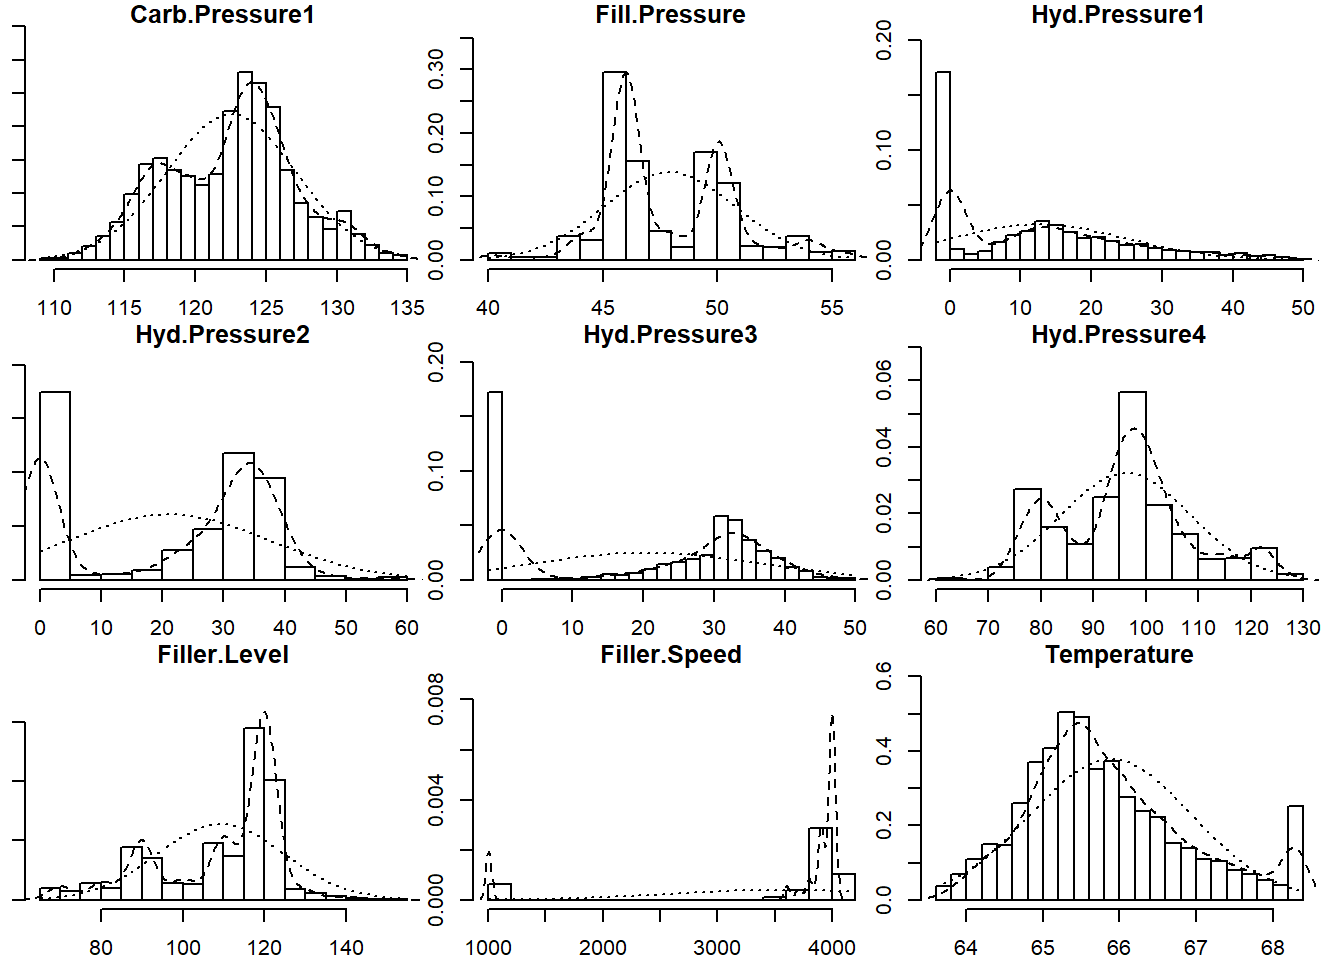 Carb.Pressure1
110 115 120 125 130 135
Fill.Pressure
0.00 0.10 0.20 0.30
40 45 50 55
Hyd.Pressure1
0.00 0.10 0.20
0 10 20 30 40 50
Hyd.Pressure2
0 10 20 30 40 50 60
Hyd.Pressure3
0.00 0.10 0.20
0 10 20 30 40 50
Hyd.Pressure4
0.00 0.02 0.04 0.06
60 70 80 90 100 110 120 130
Filler.Level
80 100 120 140
Filler.Speed
0.000 0.004 0.008
1000 2000 3000 4000
Temperature
0.0 0.2 0.4 0.6
64 65 66 67 68